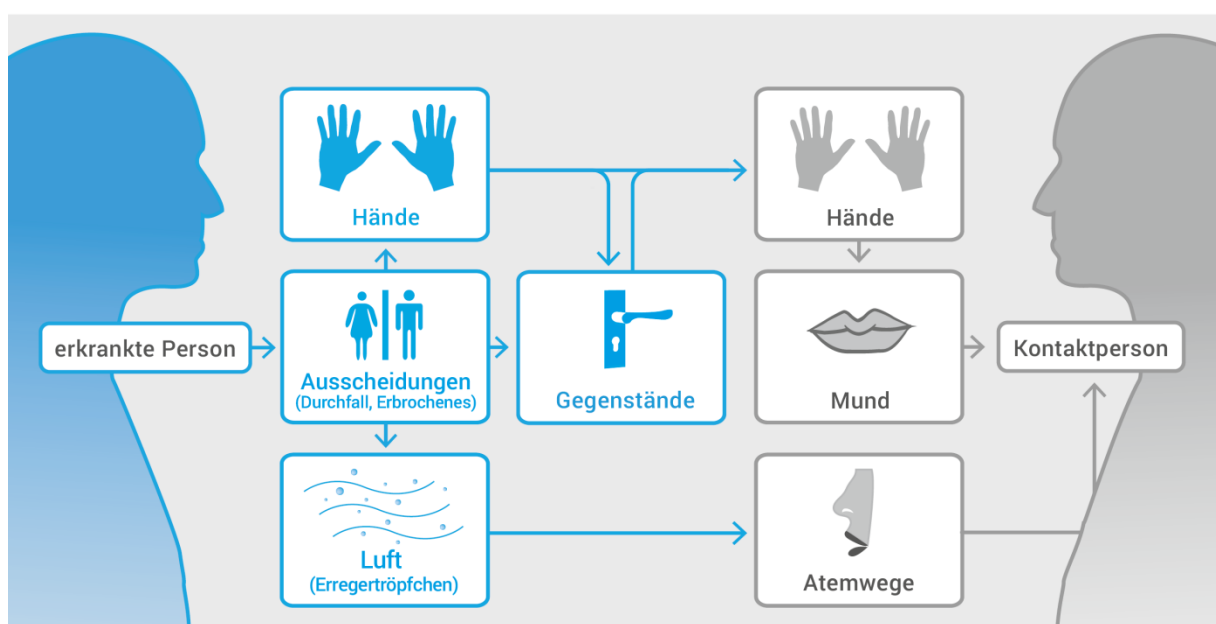 Hände
Hände
erkrankte Person
Ausscheidungen
(Durchfall, Erbrochenes)
Gegenstände
Mund
Kontaktperson
Luft
(Erregertröpfchen)
Atemwege